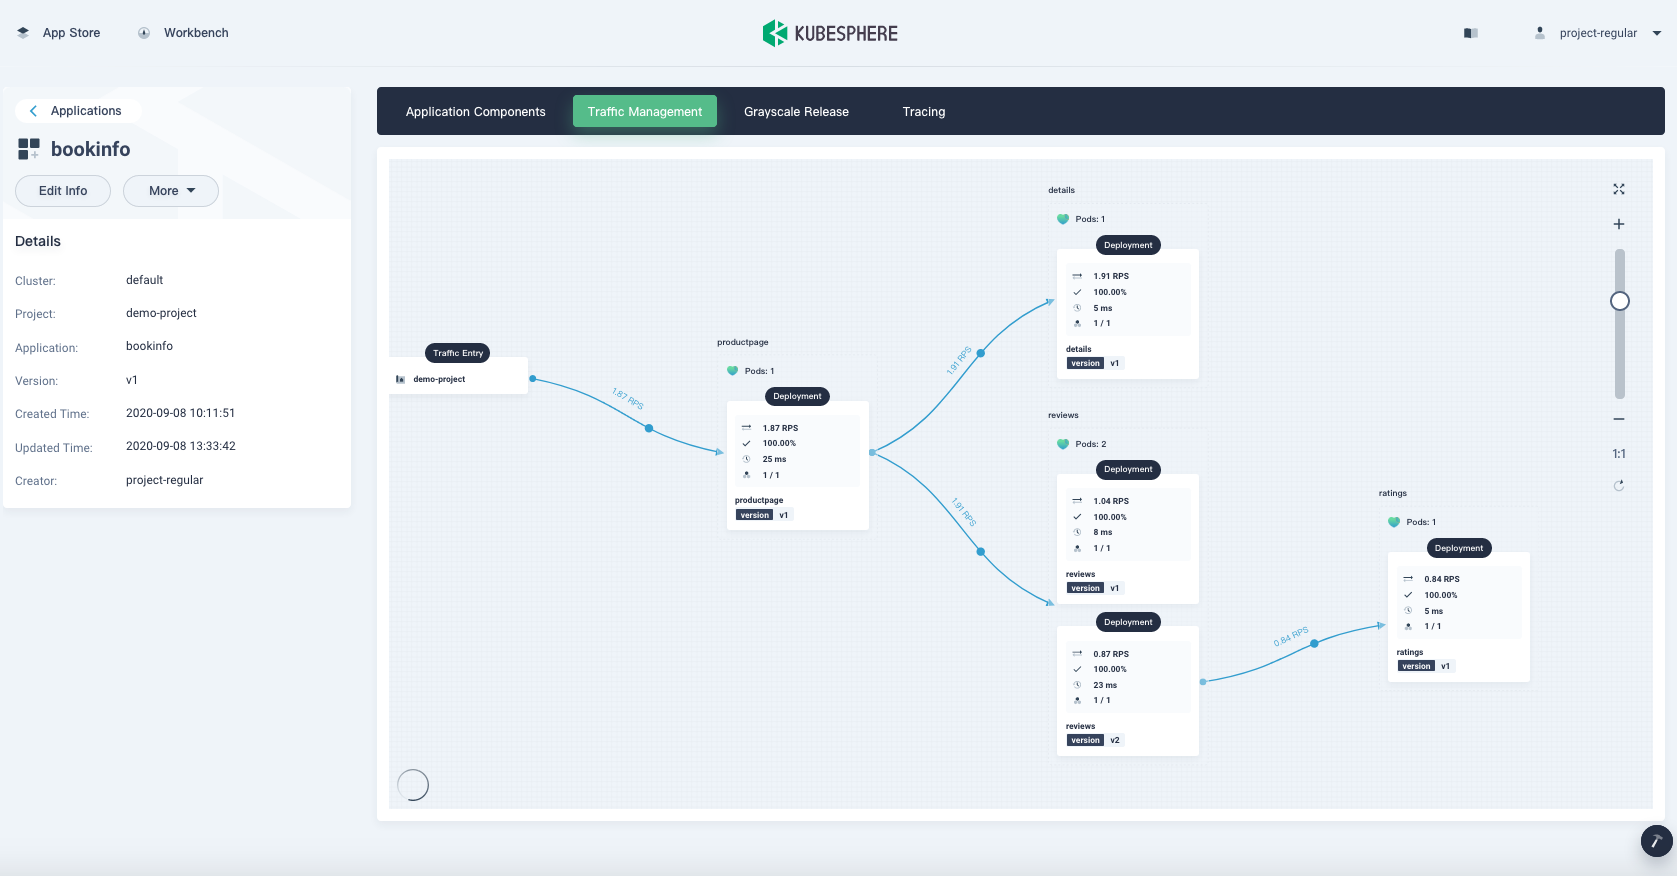 App Store
Workbench
KUBESPHERE
project-regular
Applications
bookinfo
Edit Info
More
Details
Cluster: default
Project: demo-project
Application: bookinfo
Version: v1
Created Time: 2020-09-08 10:11:51
Updated Time: 2020-09-08 13:33:42
Creator: project-regular
Application Components
Traffic Management
Grayscale Release
Tracing
Traffic Entry
demo-project
1.87 RPS
productpage
Pods: 1
Deployment
1.87 RPS
100.00%
25 ms
1 / 1
productpage
version v1
1.91 RPS
1.91 RPS
details
Pods: 1
Deployment
1.91 RPS
100.00%
5 ms
1 / 1
details
version v1
reviews
Pods: 2
Deployment
1.04 RPS
100.00%
8 ms
1 / 1
reviews
version v1
Deployment
0.87 RPS
100.00%
23 ms
1 / 1
reviews
version v2
0.84 RPS
ratings
Pods: 1
Deployment
0.84 RPS
100.00%
5 ms
1 / 1
ratings
version v1
1:1